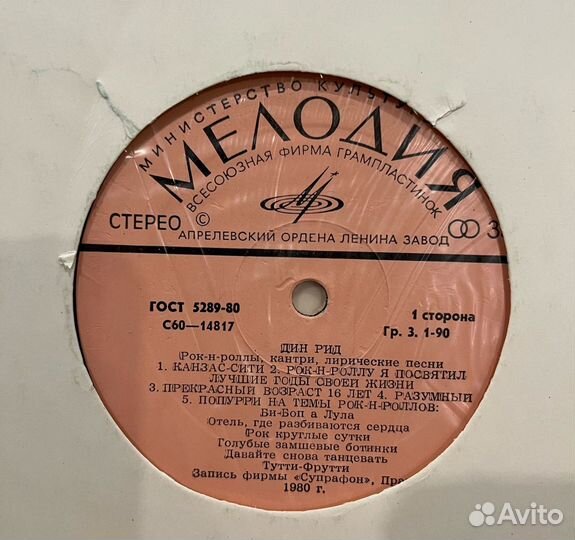 МИНИСТЕРСТВО
МЕЛОДИЯ
ВСЕСОЮЗНАЯ ФИРМА ГРАМПЛАСТИНОК
СТЕРЕО ©
АПРЕЛЕВСКИЙ ОРДЕНА ЛЕНИНА ЗАВОД
ГОСТ 5289-80
С60—14817
1 сторона
Гр. 3. 1-90
ДИН РИД
Рок-н-роллы, кантри, лирические песни
1. КАНЗАС-СИТИ 2. РОК-Н-РОЛЛУ Я ПОСВЯТИЛ
ЛУЧШИЕ ГОДЫ СВОЕЙ ЖИЗНИ
3. ПРЕКРАСНЫЙ ВОЗРАСТ 16 ЛЕТ 4. РАЗУМНЫЙ
5. ПОПУРРИ НА ТЕМЫ РОК-Н-РОЛЛОВ:
Би-Боп а Лула
Отель, где разбиваются сердца
Рок круглые сутки
Голубые замшевые ботинки
Давайте снова танцевать
Тутти-Фрутти
Запись фирмы «Супрафон»,
1980 г.
Avito